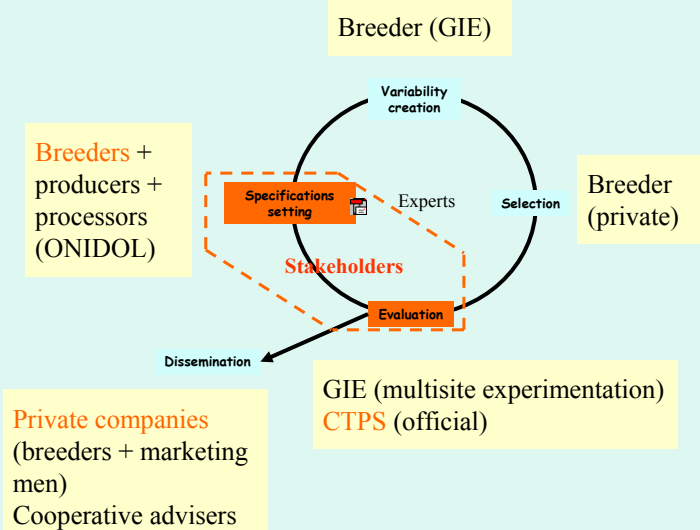 Breeder (GIE)
Variability
creation
Breeders +
producers +
processors
(ONIDOL)
Specifications
setting
Experts
Selection
Breeder
(private)
Stakeholders
Evaluation
Dissemination
GIE (multisite experimentation)
CTPS (official)
Private companies
(breeders + marketing
men)
Cooperative advisers